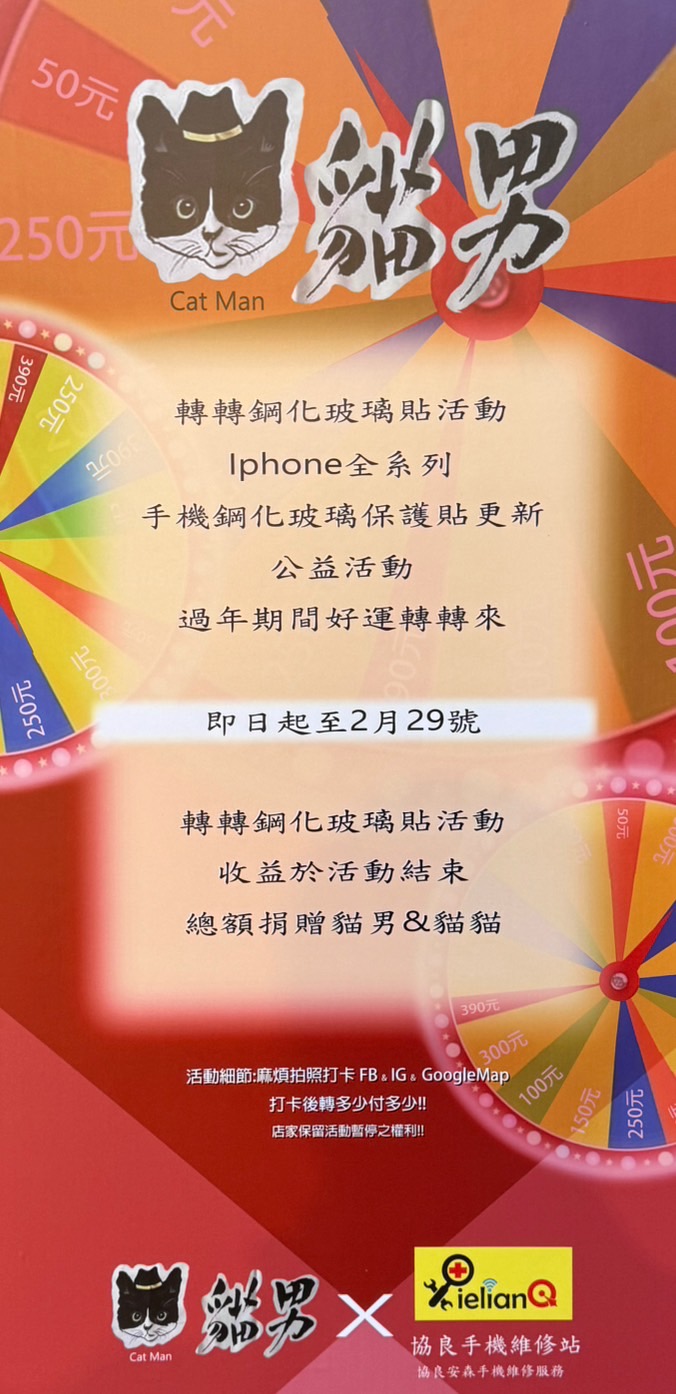 50元
250元
貓男
Cat Man
390元
250元
390元
轉轉鋼化玻璃貼活動
Iphone全系列
手機鋼化玻璃保護貼更新
公益活動
過年期間好運轉轉來
100元
250元
即日起至2月29號
轉轉鋼化玻璃貼活動
收益於活動結束
總額捐贈貓男&貓貓
50元
390元
300元
100元
150元
250元
活動細節:麻煩拍照打卡 FB﹠IG﹠GoogleMap
打卡後轉多少付多少!!
店家保留活動暫停之權利!!
貓男
Cat Man
X
ielianQ
協良手機維修站
協良安森手機維修服務